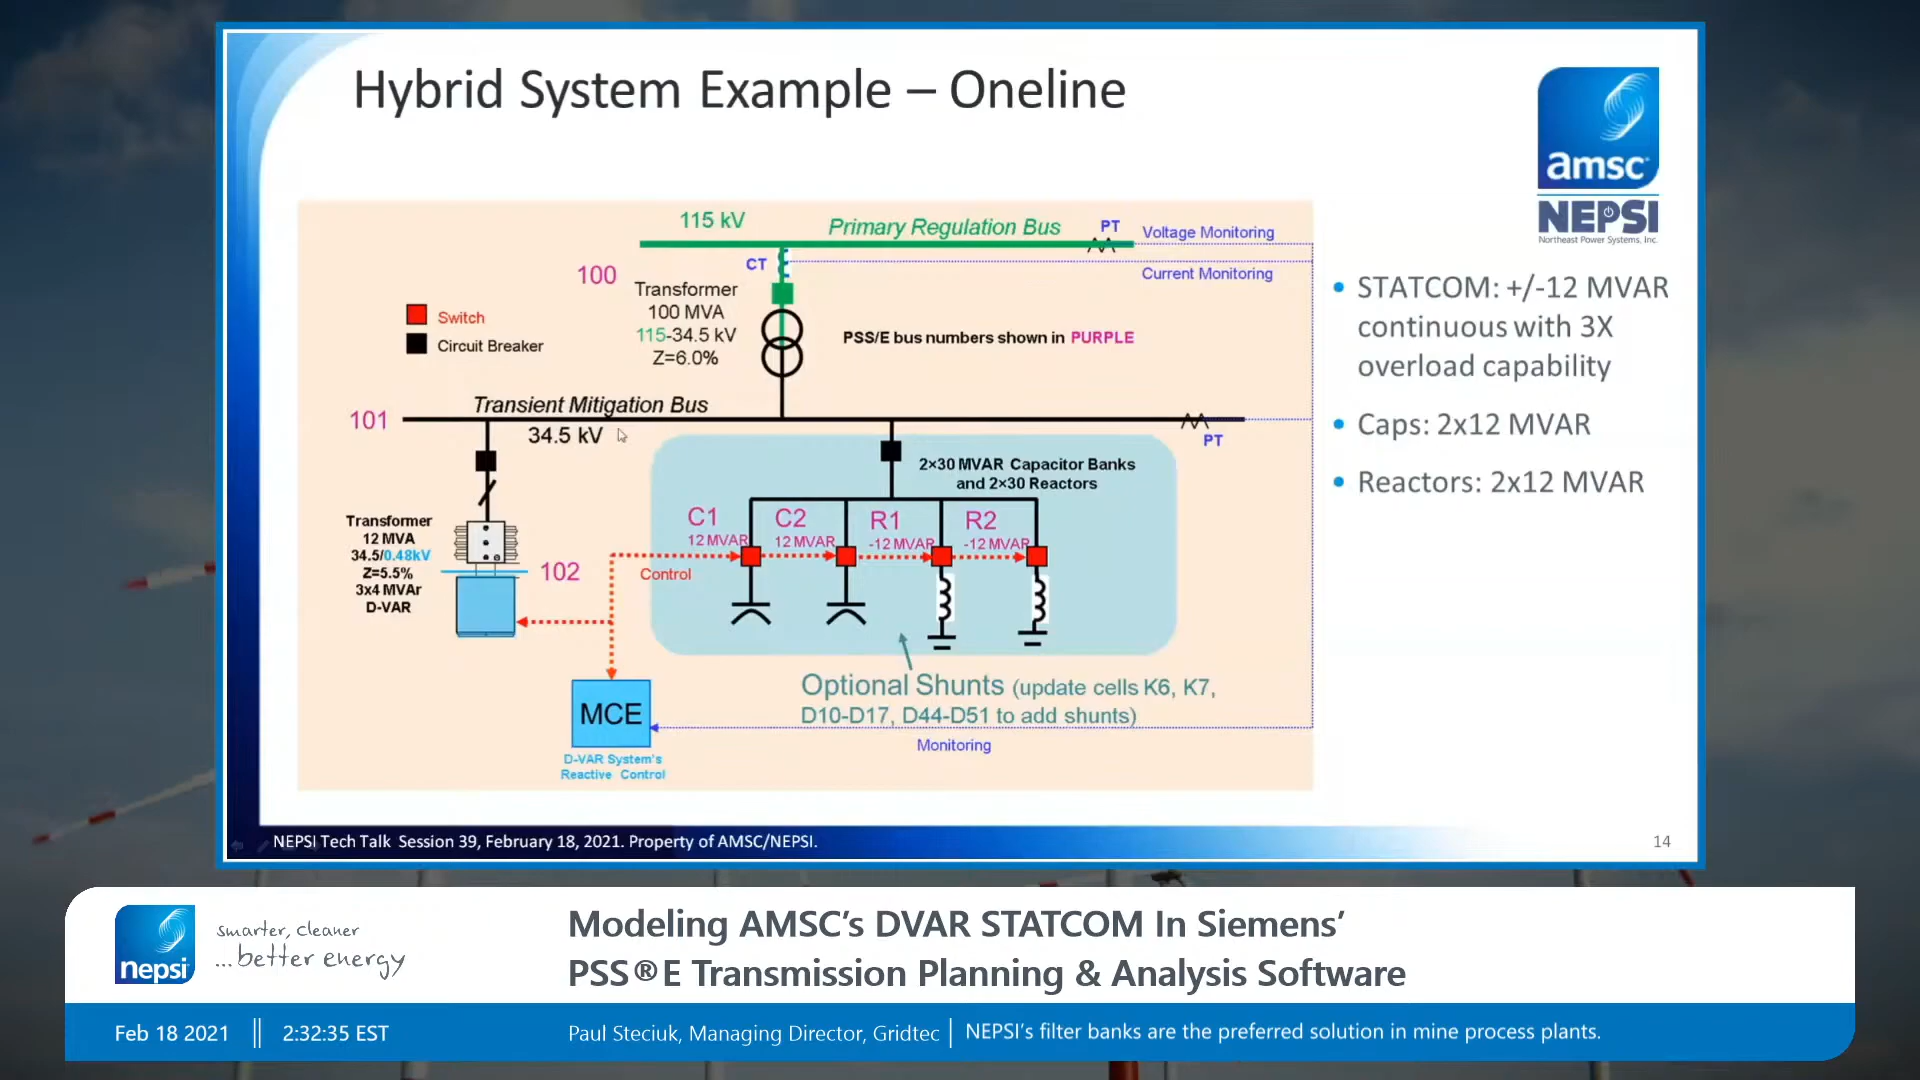 Hybrid System Example – Oneline
amsc
NEPSI
Northeast Power Systems, Inc.
115 kV
Primary Regulation Bus
PT
Voltage Monitoring
CT
Current Monitoring
100
Transformer
100 MVA
115-34.5 kV
Z=6.0%
Switch
Circuit Breaker
PSS/E bus numbers shown in PURPLE
Transient Mitigation Bus
101
34.5 kV
PT
2×30 MVAR Capacitor Banks
and 2×30 Reactors
C1
12 MVAR
C2
12 MVAR
R1
-12 MVAR
R2
-12 MVAR
Transformer
12 MVA
34.5/0.48kV
Z=5.5%
3x4 MVAr
D-VAR
102
Control
MCE
D-VAR System's
Reactive Control
Optional Shunts (update cells K6, K7,
D10-D17, D44-D51 to add shunts)
Monitoring
• STATCOM: +/-12 MVAR
continuous with 3X
overload capability
• Caps: 2x12 MVAR
• Reactors: 2x12 MVAR
NEPSI Tech Talk Session 39, February 18, 2021. Property of AMSC/NEPSI.
14
nepsi
smarter, cleaner
...better energy
Modeling AMSC's DVAR STATCOM In Siemens'
PSS®E Transmission Planning & Analysis Software
Feb 18 2021 || 2:32:35 EST
Paul Steciuk, Managing Director, Gridtec | NEPSI's filter banks are the preferred solution in mine process plants.